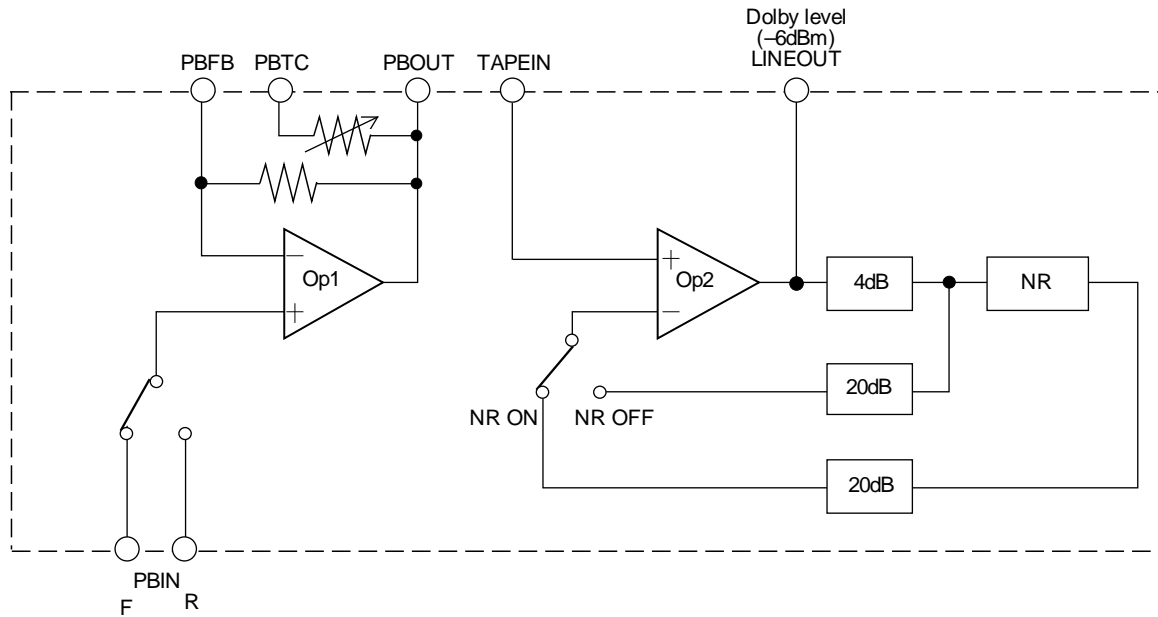 Dolby level
(–6dBm)
LINEOUT
PBFB
PBTC
PBOUT
TAPEIN
–
Op1
+
+
Op2
–
4dB
NR
20dB
NR ON
NR OFF
20dB
PBIN
F
R